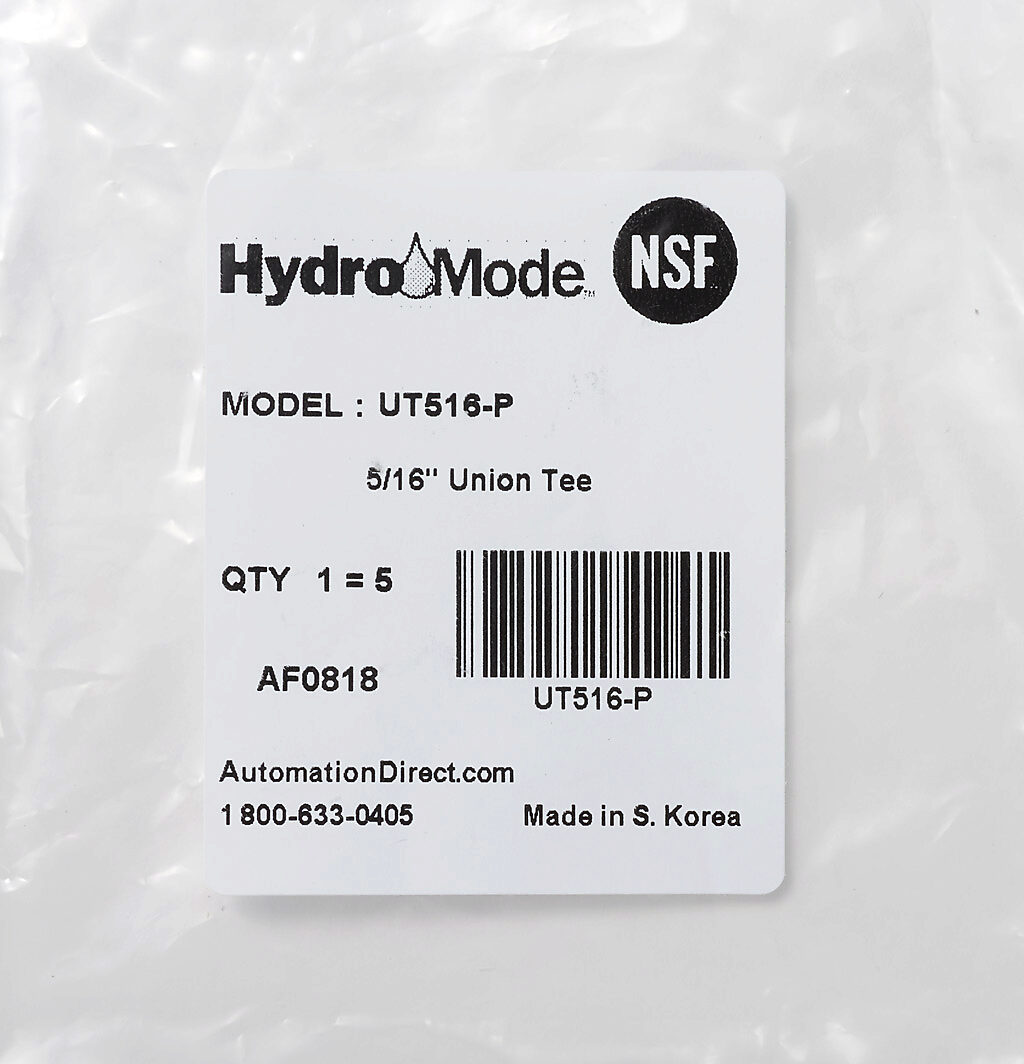 HydroMode™ NSF
MODEL : UT516-P
5/16" Union Tee
QTY 1 = 5
AF0818
UT516-P
AutomationDirect.com
1 800-633-0405 Made in S. Korea